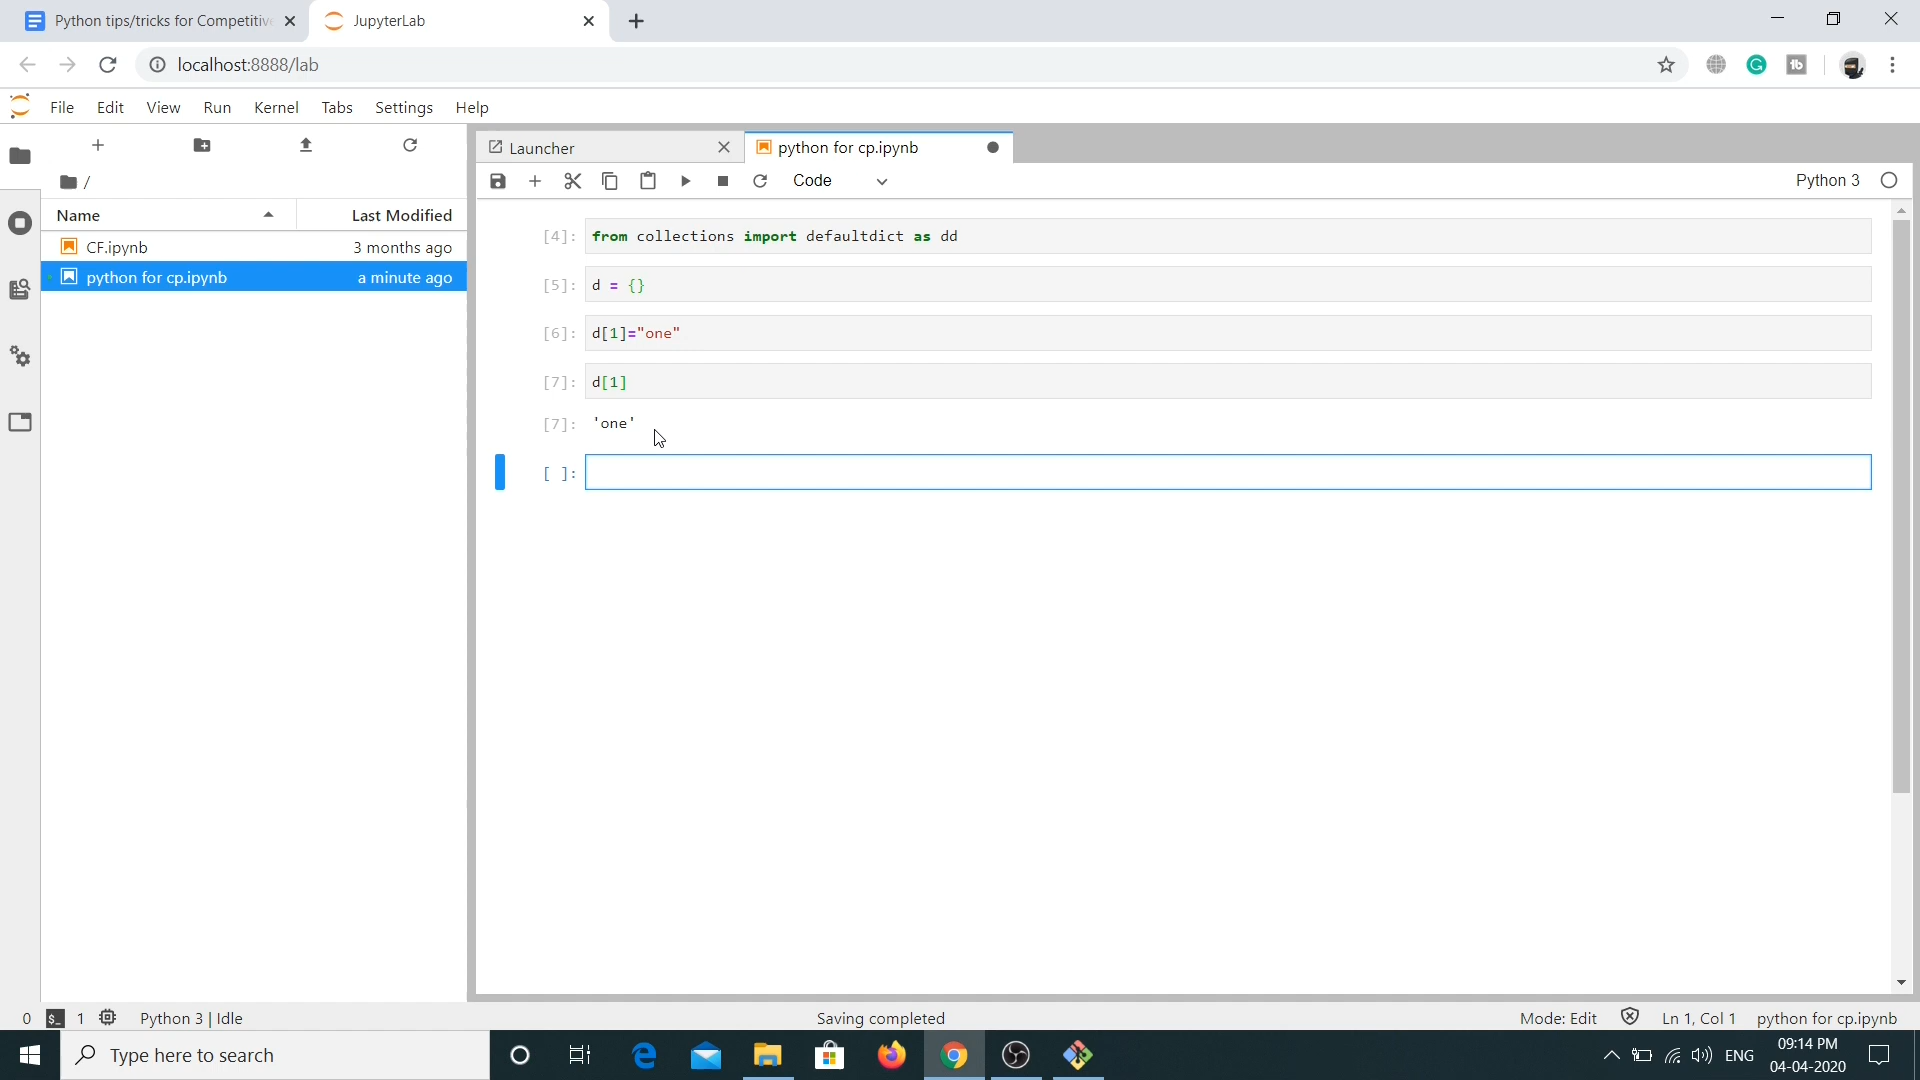 Python tips/tricks for Competitiv
JupyterLab
localhost:8888/lab
File Edit View Run Kernel Tabs Settings Help
Launcher
python for cp.ipynb
/
Code
Python 3
Name
Last Modified
CF.ipynb
3 months ago
python for cp.ipynb
a minute ago
[4]: from collections import defaultdict as dd
[5]: d = {}
[6]: d[1]="one"
[7]: d[1]
[7]: 'one'
[ ]:
0 $_ 1 Python 3 | Idle
Saving completed
Mode: Edit
Ln 1, Col 1
python for cp.ipynb
Type here to search
ENG
09:14 PM
04-04-2020